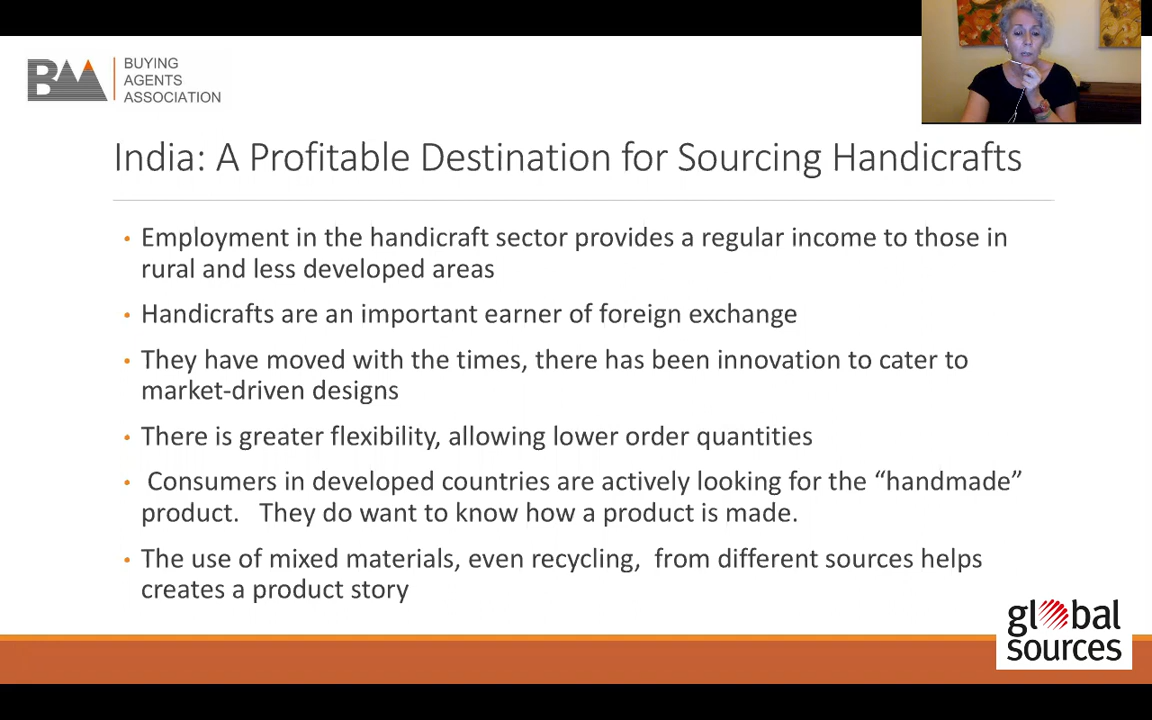 BAA BUYING
AGENTS
ASSOCIATION
India: A Profitable Destination for Sourcing Handicrafts
• Employment in the handicraft sector provides a regular income to those in
rural and less developed areas
• Handicrafts are an important earner of foreign exchange
• They have moved with the times, there has been innovation to cater to
market-driven designs
• There is greater flexibility, allowing lower order quantities
• Consumers in developed countries are actively looking for the “handmade”
product.   They do want to know how a product is made.
• The use of mixed materials, even recycling,  from different sources helps
creates a product story
global
sources